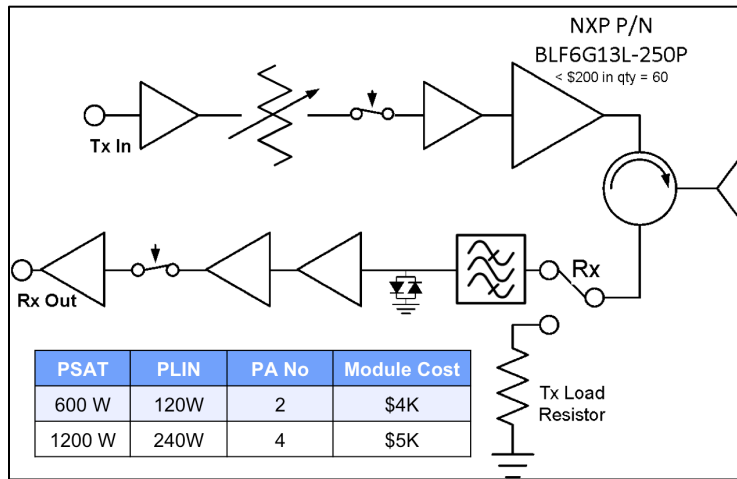 NXP P/N
BLF6G13L-250P
< $200 in qty = 60
Tx In
Rx
Rx Out
Tx Load
Resistor
PSAT PLIN PA No Module Cost
600 W 120W 2 $4K
1200 W 240W 4 $5K